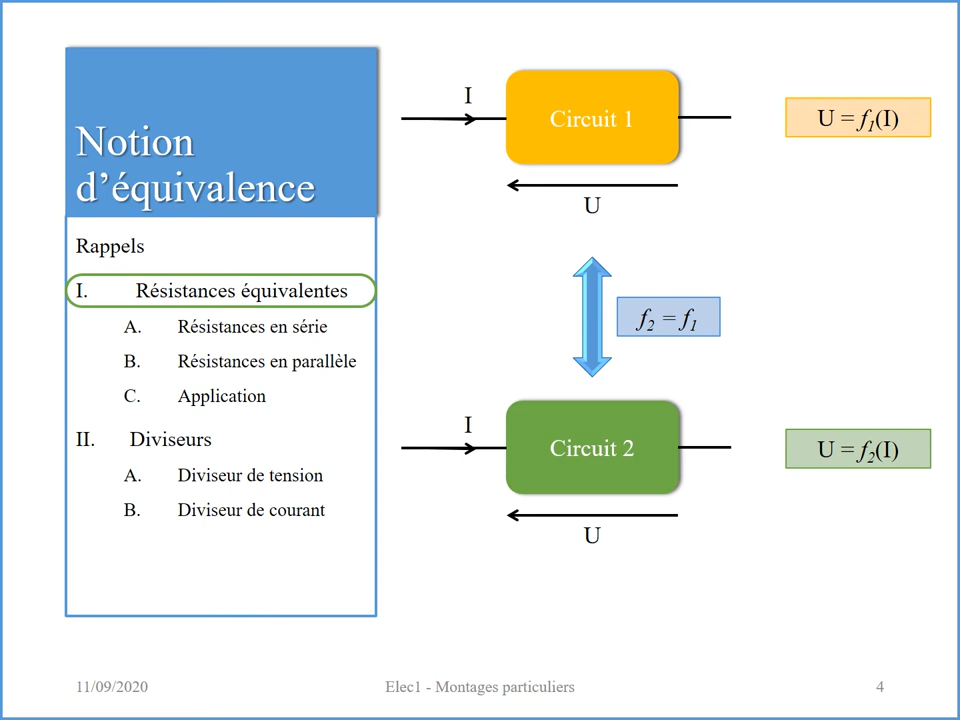 Notion
d’équivalence
Rappels
I. Résistances équivalentes
A. Résistances en série
B. Résistances en parallèle
C. Application
II. Diviseurs
A. Diviseur de tension
B. Diviseur de courant
I
Circuit 1
U = f1(I)
U
f2 = f1
I
Circuit 2
U = f2(I)
U
11/09/2020
Elec1 - Montages particuliers
4